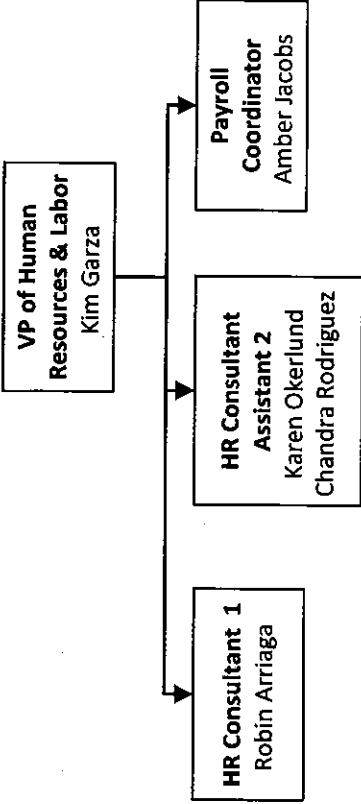 VP of Human
Resources & Labor
Kim Garza
HR Consultant 1
Robin Arriaga
HR Consultant
Assistant 2
Karen Okerlund
Chandra Rodriguez
Payroll
Coordinator
Amber Jacobs